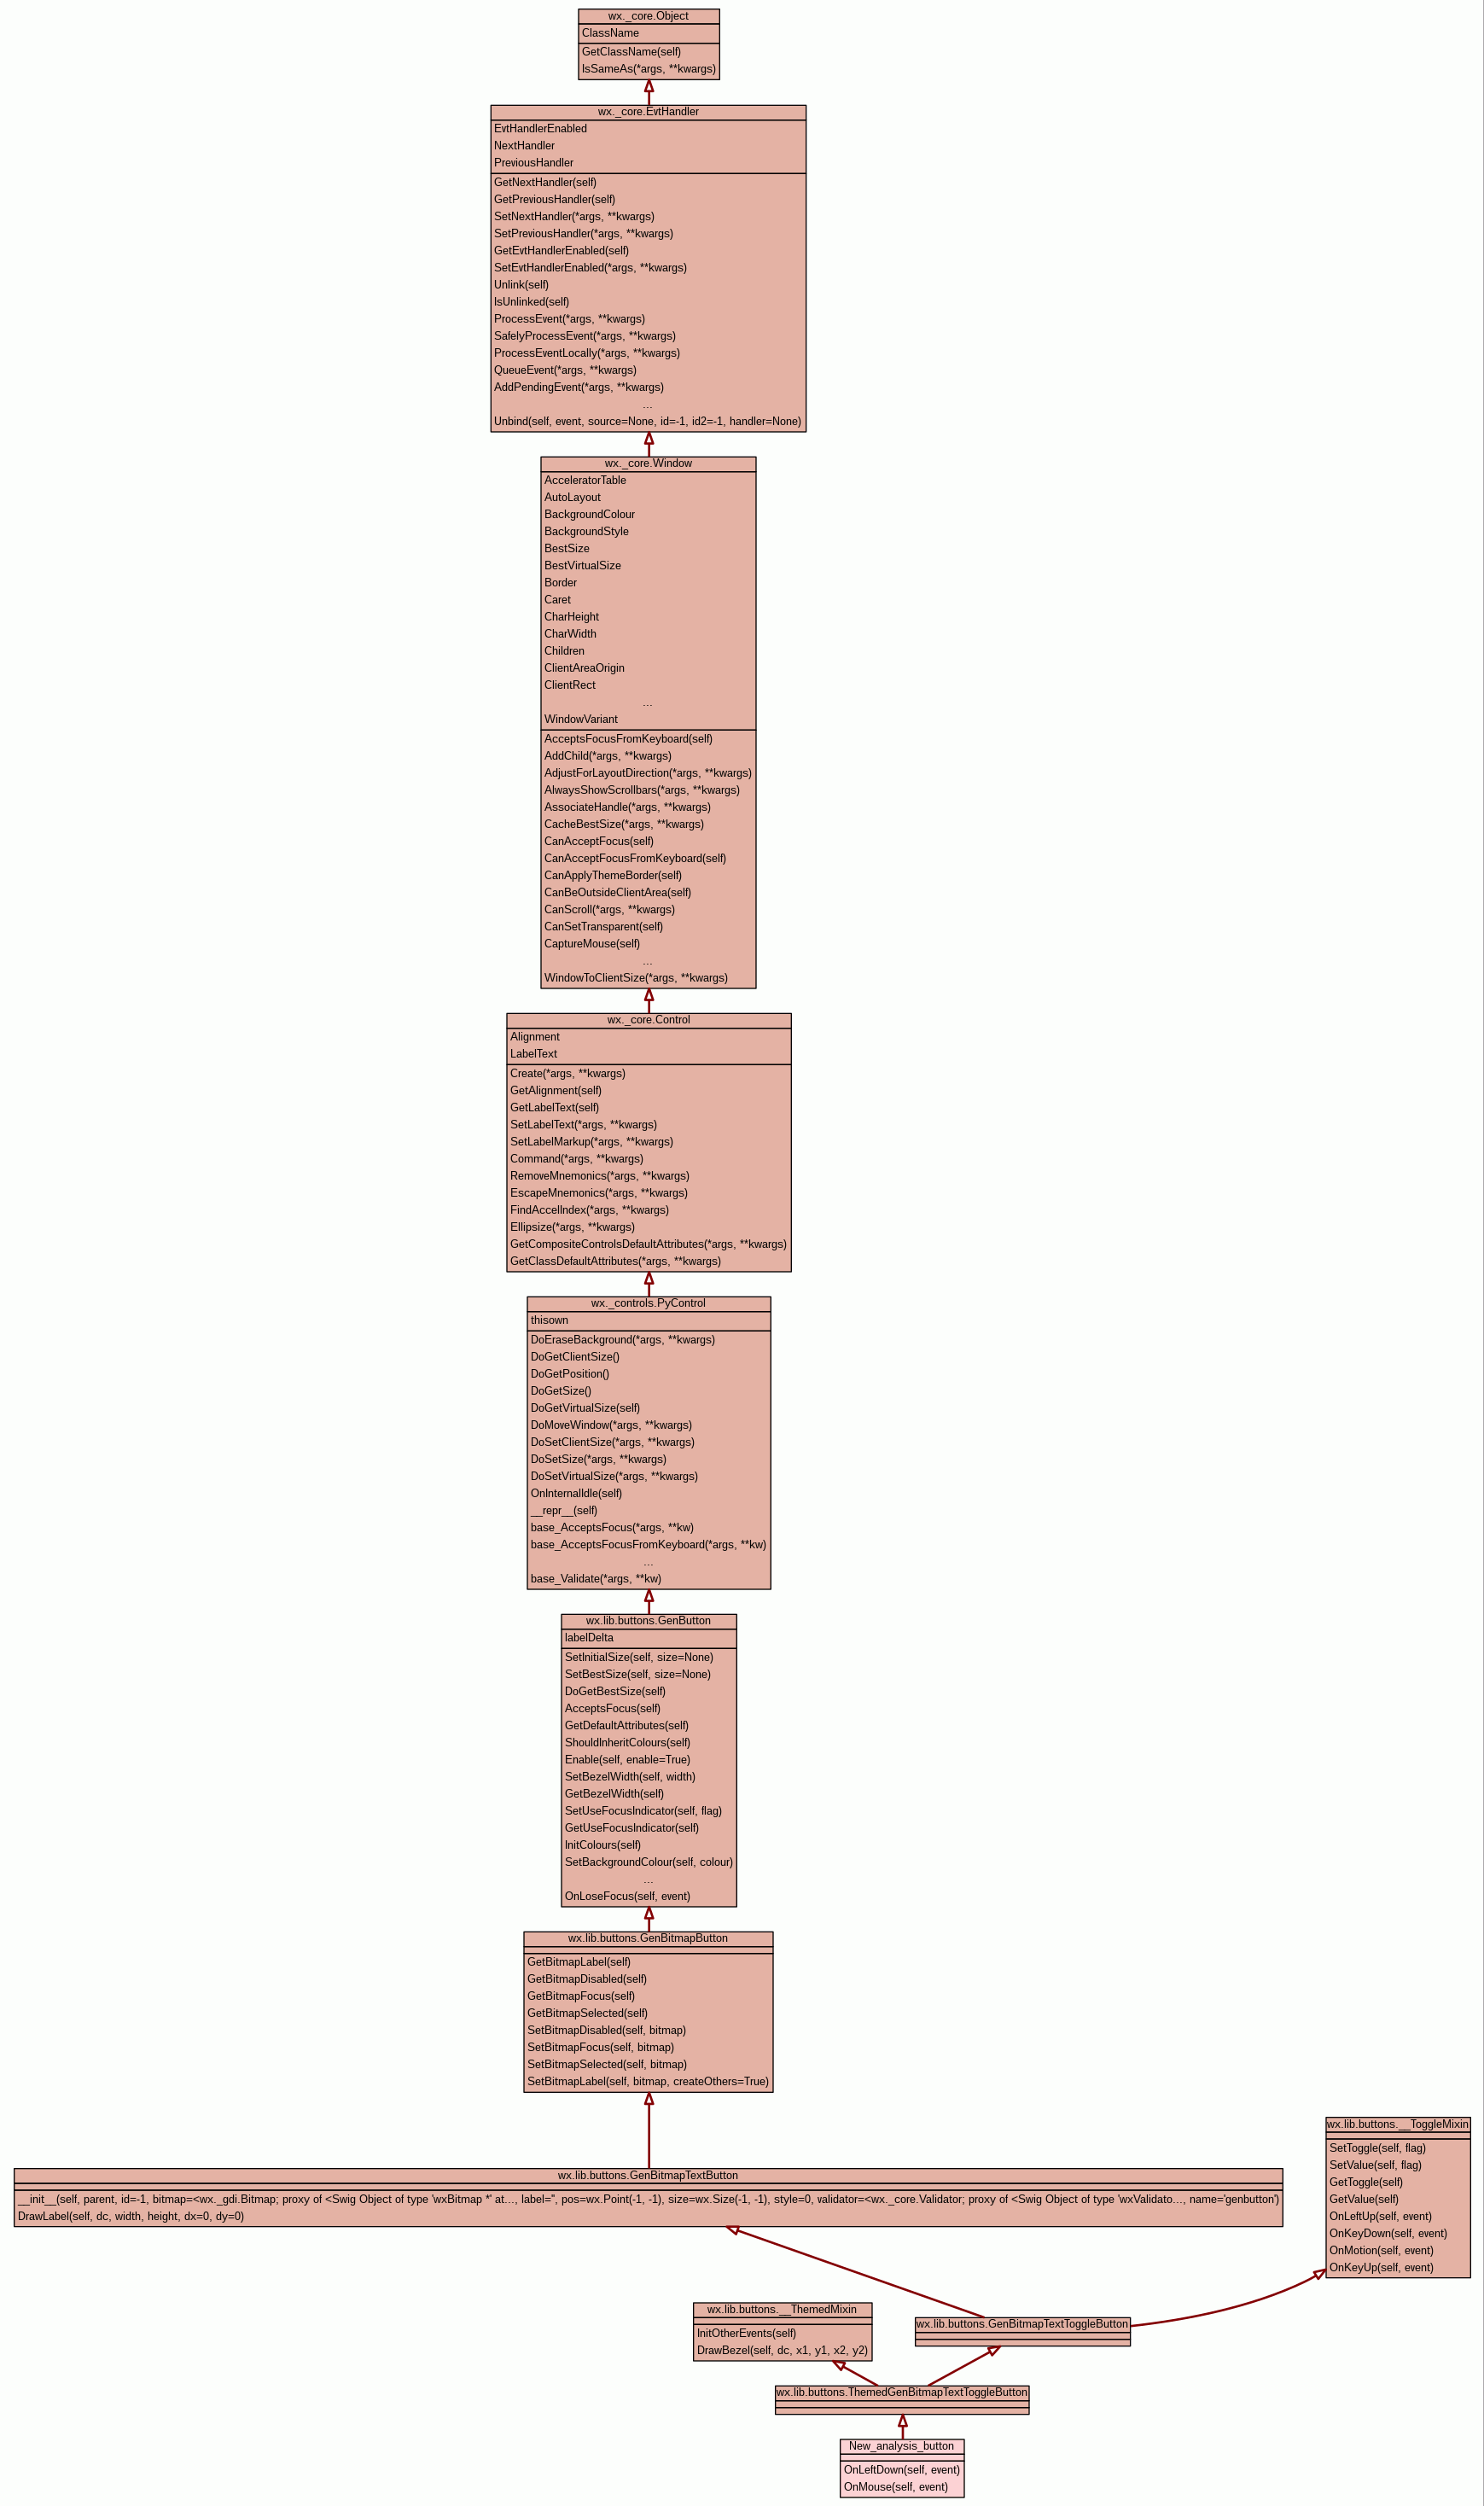 wx._core.Object
ClassName
GetClassName(self)
IsSameAs(*args, **kwargs)
wx._core.EvtHandler
EvtHandlerEnabled
NextHandler
PreviousHandler
GetNextHandler(self)
GetPreviousHandler(self)
SetNextHandler(*args, **kwargs)
SetPreviousHandler(*args, **kwargs)
GetEvtHandlerEnabled(self)
SetEvtHandlerEnabled(*args, **kwargs)
Unlink(self)
IsUnlinked(self)
ProcessEvent(*args, **kwargs)
SafelyProcessEvent(*args, **kwargs)
ProcessEventLocally(*args, **kwargs)
QueueEvent(*args, **kwargs)
AddPendingEvent(*args, **kwargs)
...
Unbind(self, event, source=None, id=-1, id2=-1, handler=None)
wx._core.Window
AcceleratorTable
AutoLayout
BackgroundColour
BackgroundStyle
BestSize
BestVirtualSize
Border
Caret
CharHeight
CharWidth
Children
ClientAreaOrigin
ClientRect
...
WindowVariant
AcceptsFocusFromKeyboard(self)
AddChild(*args, **kwargs)
AdjustForLayoutDirection(*args, **kwargs)
AlwaysShowScrollbars(*args, **kwargs)
AssociateHandle(*args, **kwargs)
CacheBestSize(*args, **kwargs)
CanAcceptFocus(self)
CanAcceptFocusFromKeyboard(self)
CanApplyThemeBorder(self)
CanBeOutsideClientArea(self)
CanScroll(*args, **kwargs)
CanSetTransparent(self)
CaptureMouse(self)
...
WindowToClientSize(*args, **kwargs)
wx._core.Control
Alignment
LabelText
Create(*args, **kwargs)
GetAlignment(self)
GetLabelText(self)
SetLabelText(*args, **kwargs)
SetLabelMarkup(*args, **kwargs)
Command(*args, **kwargs)
RemoveMnemonics(*args, **kwargs)
EscapeMnemonics(*args, **kwargs)
FindAccelIndex(*args, **kwargs)
Ellipsize(*args, **kwargs)
GetCompositeControlsDefaultAttributes(*args, **kwargs)
GetClassDefaultAttributes(*args, **kwargs)
wx._controls.PyControl
thisown
DoEraseBackground(*args, **kwargs)
DoGetClientSize()
DoGetPosition()
DoGetSize()
DoGetVirtualSize(self)
DoMoveWindow(*args, **kwargs)
DoSetClientSize(*args, **kwargs)
DoSetSize(*args, **kwargs)
DoSetVirtualSize(*args, **kwargs)
OnInternalIdle(self)
__repr__(self)
base_AcceptsFocus(*args, **kw)
base_AcceptsFocusFromKeyboard(*args, **kw)
...
base_Validate(*args, **kw)
wx.lib.buttons.GenButton
labelDelta
SetInitialSize(self, size=None)
SetBestSize(self, size=None)
DoGetBestSize(self)
AcceptsFocus(self)
GetDefaultAttributes(self)
ShouldInheritColours(self)
Enable(self, enable=True)
SetBezelWidth(self, width)
GetBezelWidth(self)
SetUseFocusIndicator(self, flag)
GetUseFocusIndicator(self)
InitColours(self)
SetBackgroundColour(self, colour)
...
OnLoseFocus(self, event)
wx.lib.buttons.GenBitmapButton
GetBitmapLabel(self)
GetBitmapDisabled(self)
GetBitmapFocus(self)
GetBitmapSelected(self)
SetBitmapDisabled(self, bitmap)
SetBitmapFocus(self, bitmap)
SetBitmapSelected(self, bitmap)
SetBitmapLabel(self, bitmap, createOthers=True)
wx.lib.buttons.__ToggleMixin
SetToggle(self, flag)
SetValue(self, flag)
GetToggle(self)
GetValue(self)
OnLeftUp(self, event)
OnKeyDown(self, event)
OnMotion(self, event)
OnKeyUp(self, event)
wx.lib.buttons.GenBitmapTextButton
__init__(self, parent, id=-1, bitmap=<wx._gdi.Bitmap; proxy of <Swig Object of type 'wxBitmap *' at..., label='', pos=wx.Point(-1, -1), size=wx.Size(-1, -1), style=0, validator=<wx._core.Validator; proxy of <Swig Object of type 'wxValidato..., name='genbutton')
DrawLabel(self, dc, width, height, dx=0, dy=0)
wx.lib.buttons.__ThemedMixin
InitOtherEvents(self)
DrawBezel(self, dc, x1, y1, x2, y2)
wx.lib.buttons.GenBitmapTextToggleButton
wx.lib.buttons.ThemedGenBitmapTextToggleButton
New_analysis_button
OnLeftDown(self, event)
OnMouse(self, event)